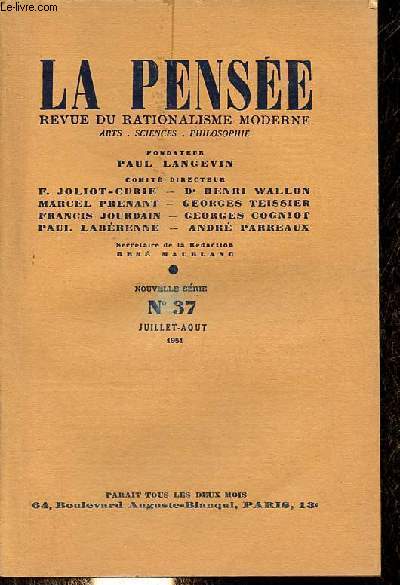 Le-livre.com
LA PENSÉE
REVUE DU RATIONALISME MODERNE
ARTS . SCIENCES . PHILOSOPHIE
FONDATEUR
PAUL LANGEVIN
COMITÉ DIRECTEUR
F. JOLIOT-CURIE — Dr HENRI WALLON
MARCEL PRENANT — GEORGES TEISSIER
FRANCIS JOURDAIN — GEORGES COGNIOT
PAUL LABÉRENNE — ANDRÉ PARREAUX
Secrétaire de la Rédaction
RENÉ MAUBLANC
NOUVELLE SÉRIE
N° 37
JUILLET-AOUT
1951
PARAIT TOUS LES DEUX MOIS
64, Boulevard Auguste-Blanqui, PARIS, 13e